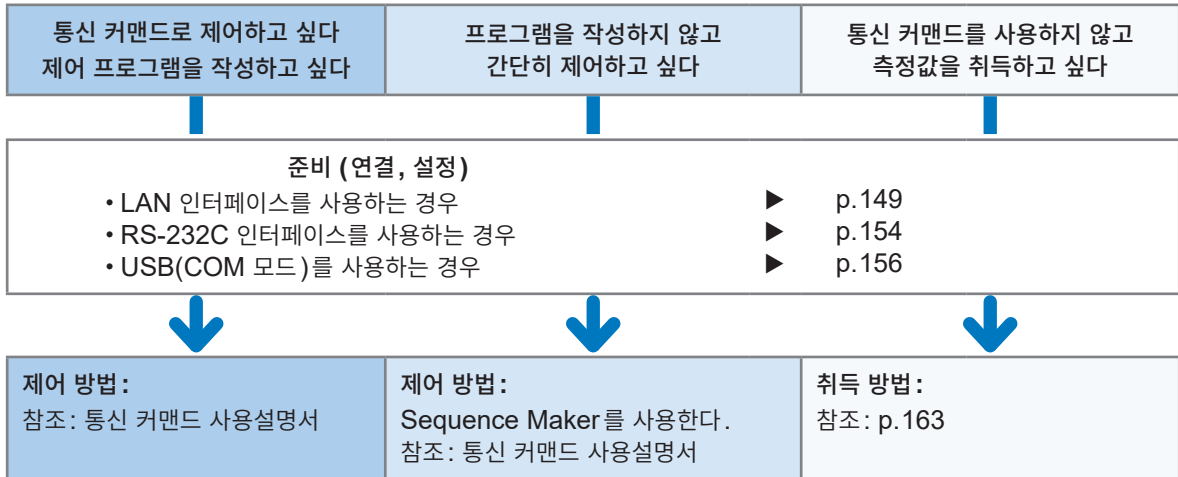 통신 커맨드로 제어하고 싶다
제어 프로그램을 작성하고 싶다
프로그램을 작성하지 않고
간단히 제어하고 싶다
통신 커맨드를 사용하지 않고
측정값을 취득하고 싶다
준비 (연결, 설정)
• LAN 인터페이스를 사용하는 경우 ▶ p.149
• RS-232C 인터페이스를 사용하는 경우 ▶ p.154
• USB(COM 모드)를 사용하는 경우 ▶ p.156
제어 방법:
참조: 통신 커맨드 사용설명서
제어 방법:
Sequence Maker를 사용한다.
참조: 통신 커맨드 사용설명서
취득 방법:
참조: p.163